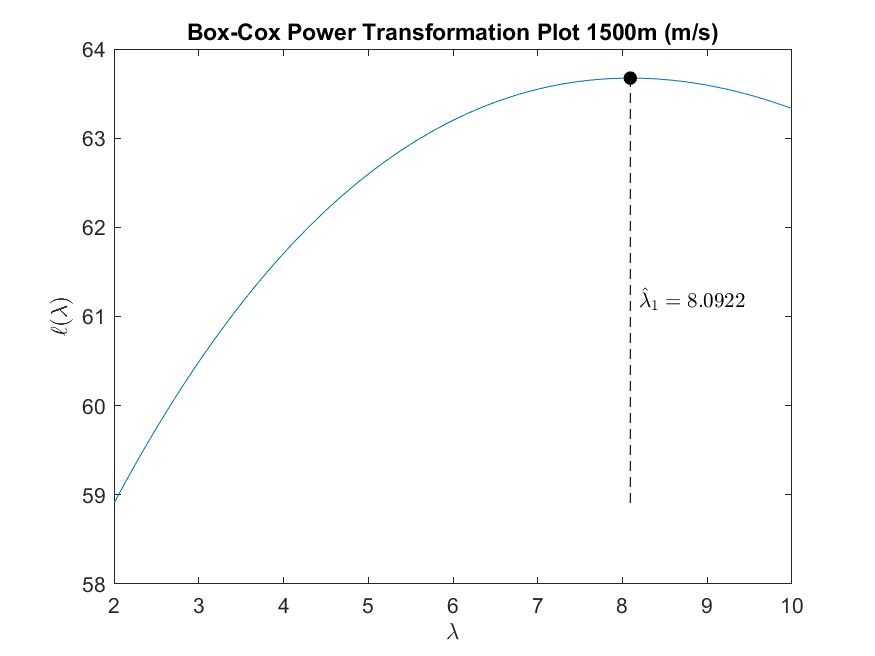 Box-Cox Power Transformation Plot 1500m (m/s)
64
63
62
61
60
59
58
ℓ(λ)
λ̂₁ = 8.0922
2 3 4 5 6 7 8 9 10
λ